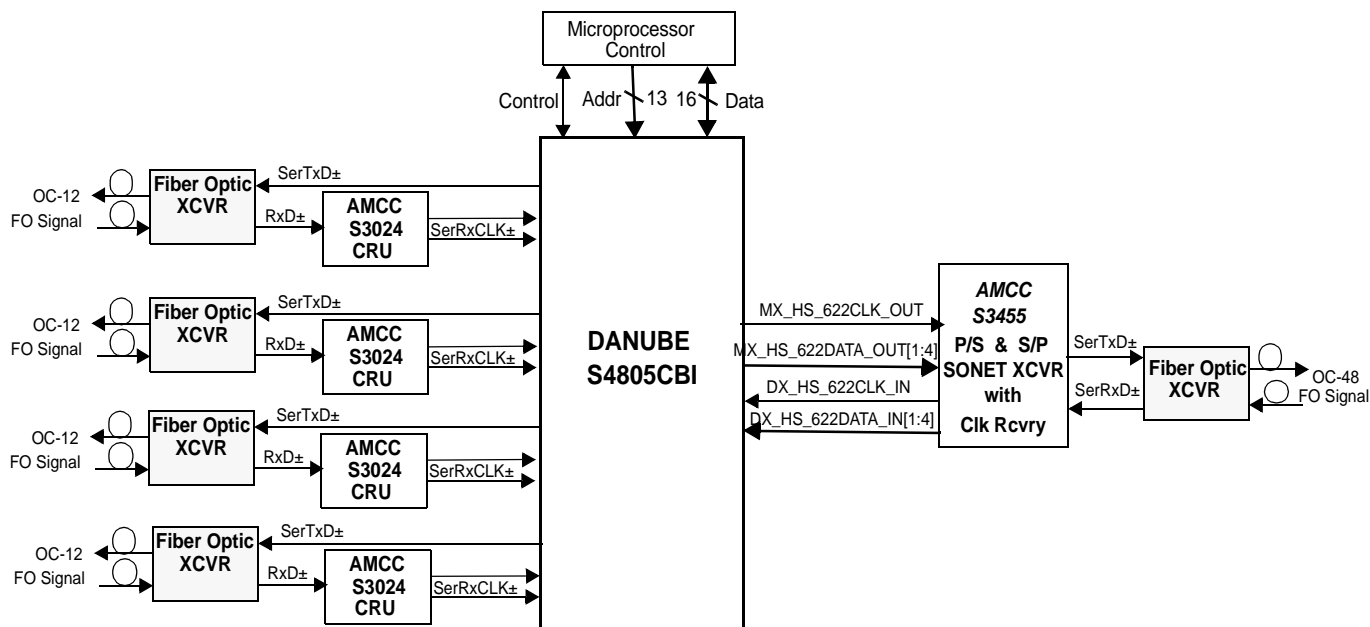 Microprocessor
Control
Control
Addr
13
16
Data
SerTxD±
Fiber Optic
XCVR
OC-12
FO Signal
RxD±
AMCC
S3024
CRU
SerRxCLK±
SerTxD±
Fiber Optic
XCVR
OC-12
FO Signal
RxD±
AMCC
S3024
CRU
SerRxCLK±
SerTxD±
Fiber Optic
XCVR
OC-12
FO Signal
RxD±
AMCC
S3024
CRU
SerRxCLK±
SerTxD±
Fiber Optic
XCVR
OC-12
FO Signal
RxD±
AMCC
S3024
CRU
SerRxCLK±
DANUBE
S4805CBI
MX_HS_622CLK_OUT
MX_HS_622DATA_OUT[1:4]
DX_HS_622CLK_IN
DX_HS_622DATA_IN[1:4]
AMCC
S3455
P/S & S/P
SONET XCVR
with
Clk Rcvry
SerTxD±
SerRxD±
Fiber Optic
XCVR
OC-48
FO Signal